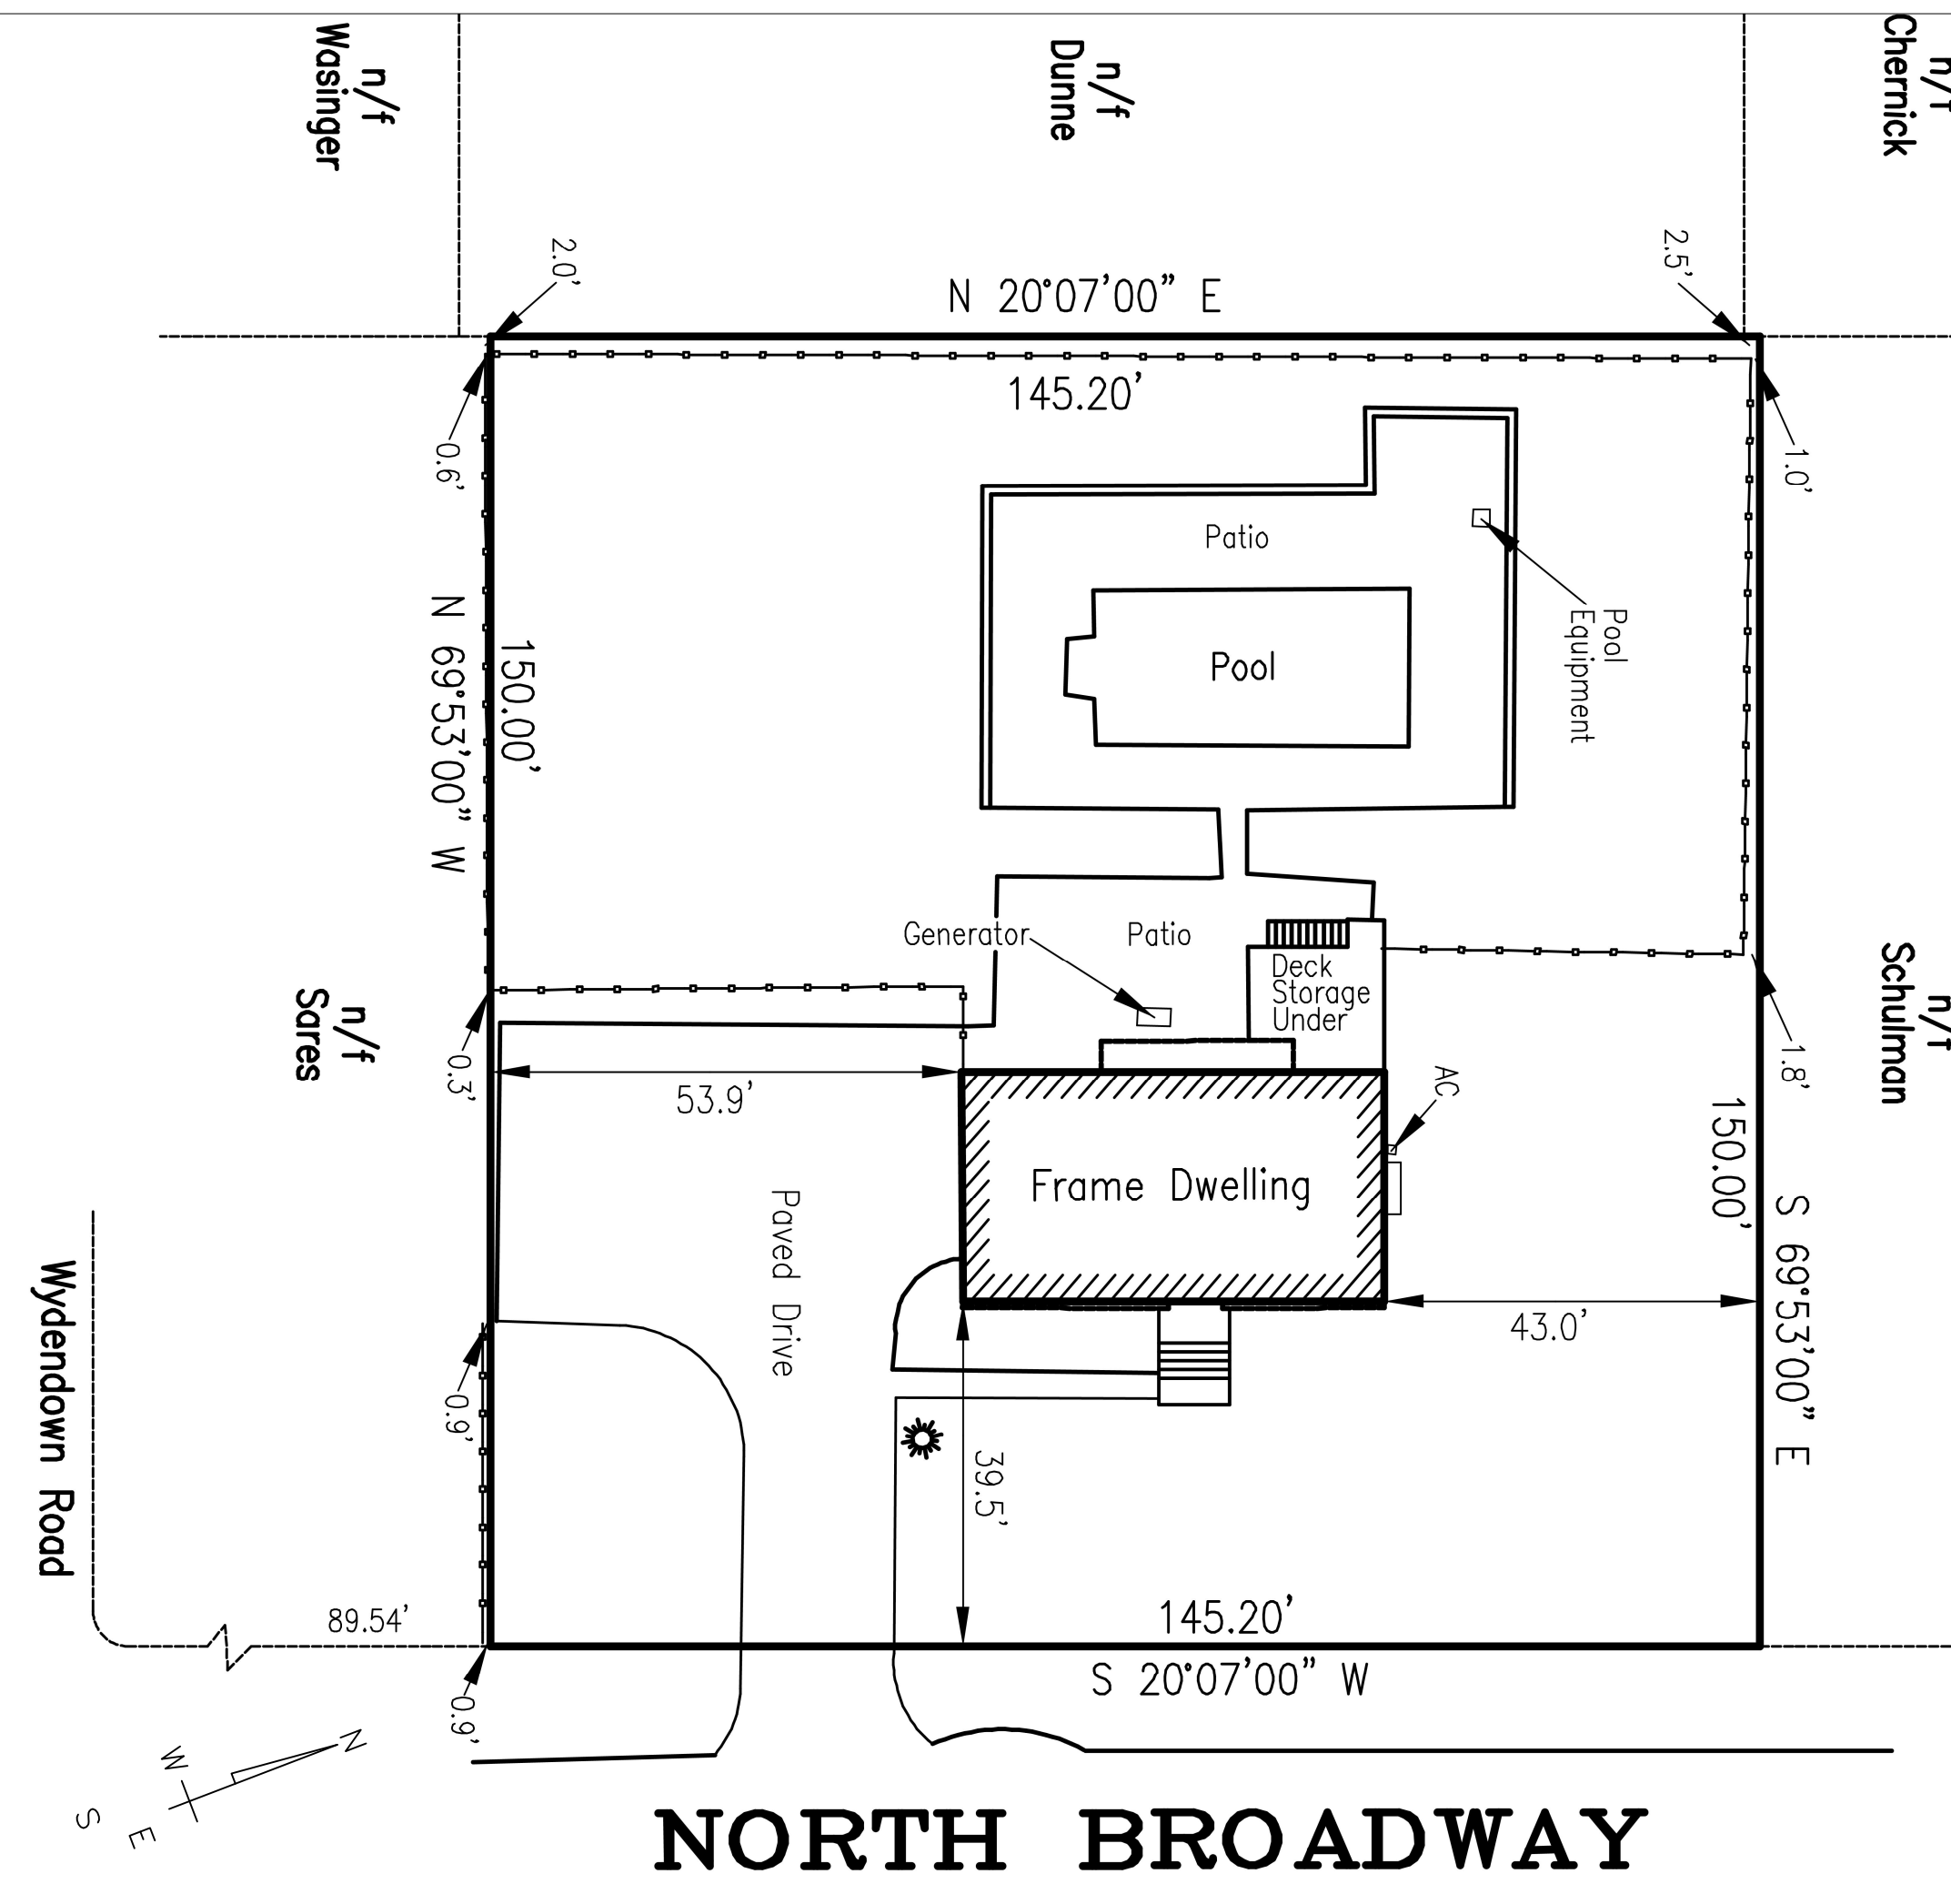 n/f
Wasinger
n/f
Dunne
n/f
Chernick
2.0'
N 20°07'00" E
2.5'
145.20'
0.6'
1.0'
Patio
Pool
Equipment
Pool
N 69°53'00" W
150.00'
Generator
Patio
Deck
Storage
Under
n/f
Sares
n/f
Schulman
0.3'
53.9'
AC
1.8'
150.00'
Frame Dwelling
Paved Drive
S 69°53'00" E
43.0'
Wydendown Road
0.9'
39.5'
89.54'
145.20'
S 20°07'00" W
0.9'
N
W
S
E
NORTH BROADWAY